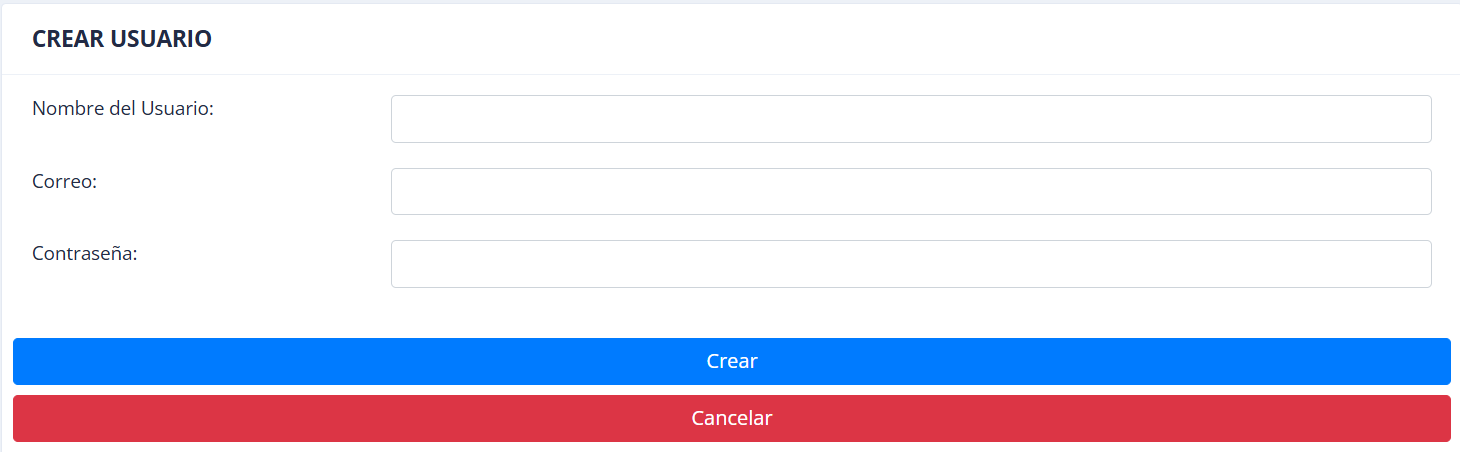 CREAR USUARIO
Nombre del Usuario:
Correo:
Contraseña:
Crear
Cancelar